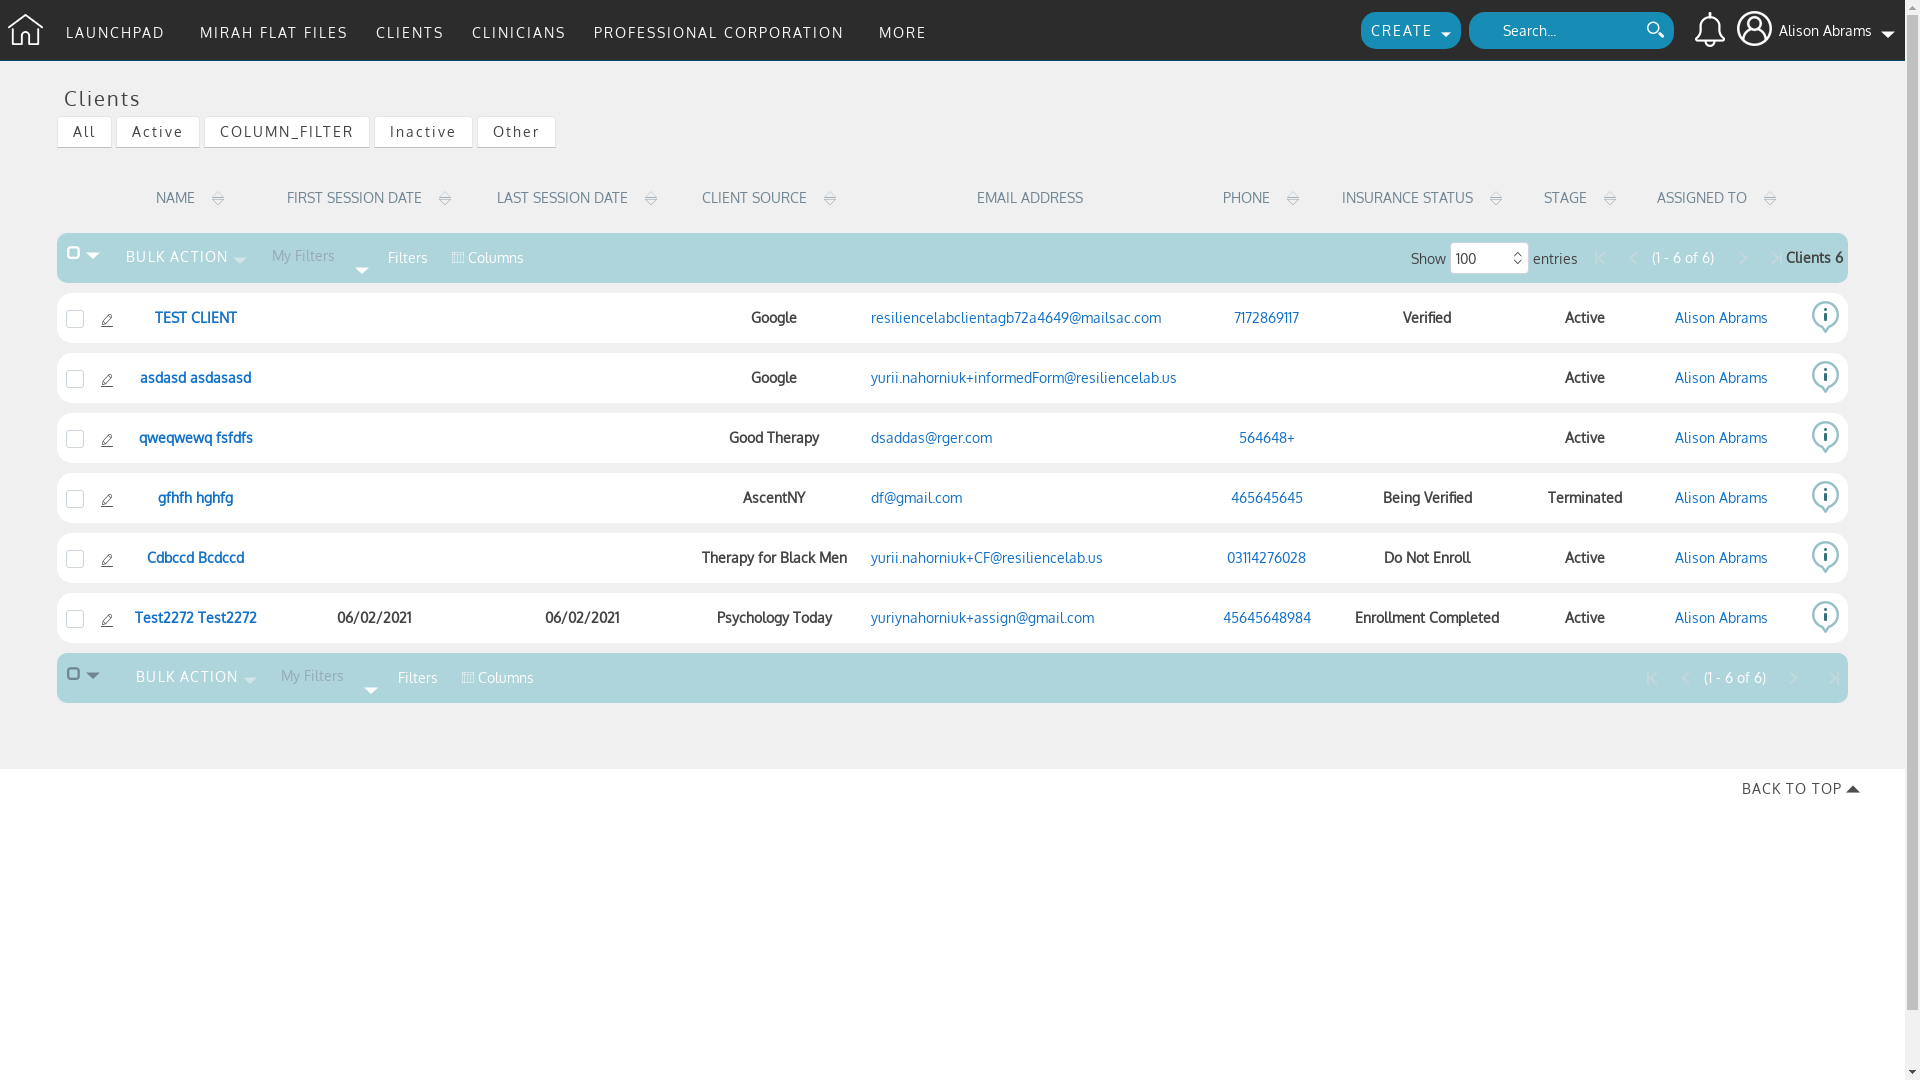 LAUNCHPAD MIRAH FLAT FILES CLIENTS CLINICIANS PROFESSIONAL CORPORATION MORE CREATE Search... Alison Abrams
Clients
All Active COLUMN_FILTER Inactive Other
NAME FIRST SESSION DATE LAST SESSION DATE CLIENT SOURCE EMAIL ADDRESS PHONE INSURANCE STATUS STAGE ASSIGNED TO
BULK ACTION My Filters Filters Columns Show 100 entries (1 - 6 of 6) Clients 6
TEST CLIENT Google resiliencelabclientagb72a4649@mailsac.com 7172869117 Verified Active Alison Abrams
asdasd asdasasd Google yurii.nahorniuk+informedForm@resiliencelab.us Active Alison Abrams
qweqwewq fsfdfs Good Therapy dsaddas@rger.com 564648+ Active Alison Abrams
gfhfh hghfg AscentNY df@gmail.com 465645645 Being Verified Terminated Alison Abrams
Cdbccd Bcdccd Therapy for Black Men yurii.nahorniuk+CF@resiliencelab.us 03114276028 Do Not Enroll Active Alison Abrams
Test2272 Test2272 06/02/2021 06/02/2021 Psychology Today yuriynahorniuk+assign@gmail.com 45645648984 Enrollment Completed Active Alison Abrams
BULK ACTION My Filters Filters Columns (1 - 6 of 6)
BACK TO TOP